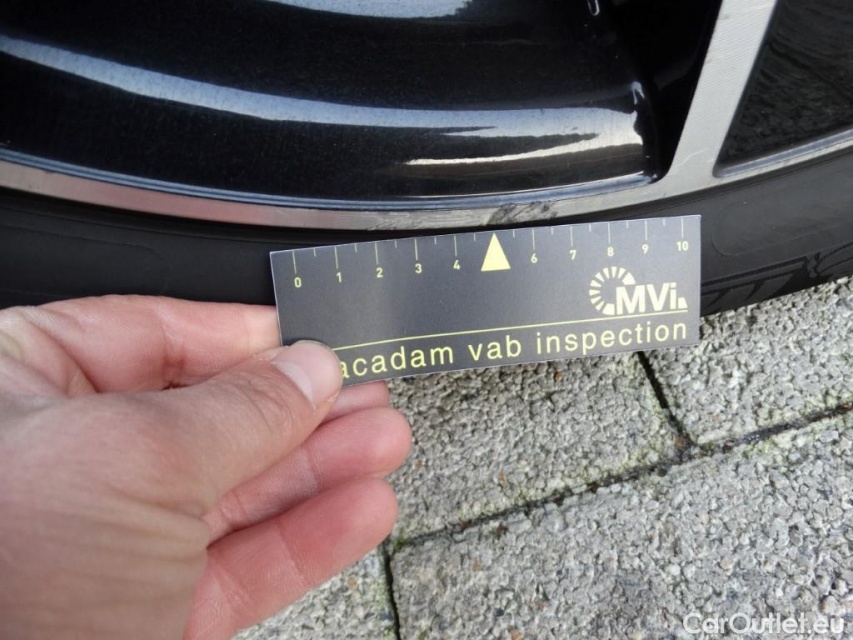 0 1 2 3 4 6 7 8 9 10
MVi.
acadam vab inspection
CarOutlet.eu